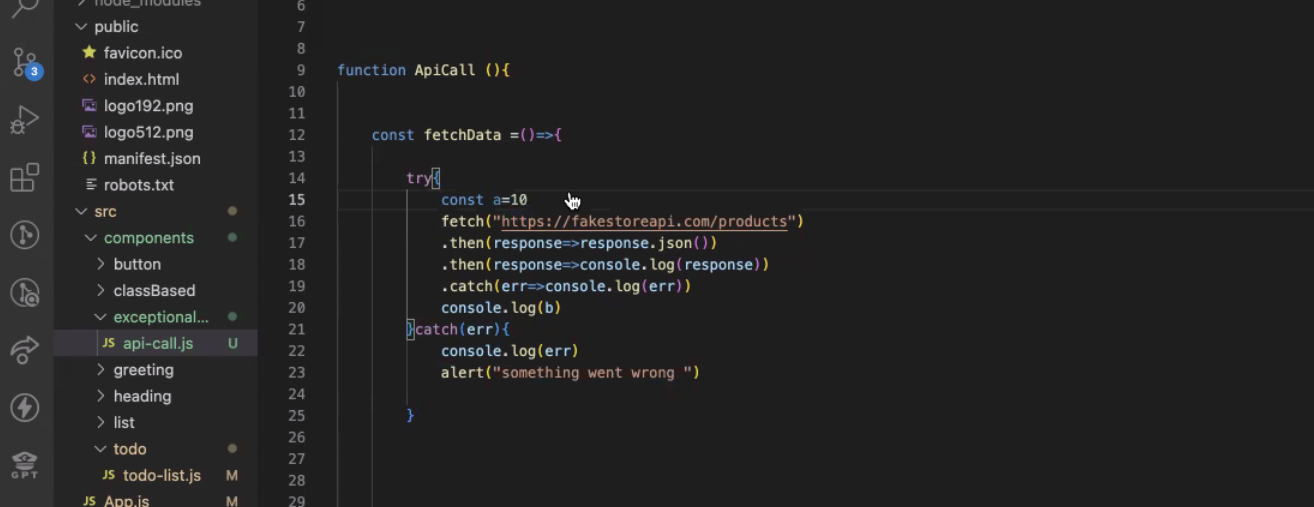 node_modules
public
favicon.ico
<> index.html
logo192.png
logo512.png
{} manifest.json
robots.txt
src
components
button
classBased
exceptional...
JS api-call.js U
greeting
heading
list
todo
JS todo-list.js M
JS App.js M
3
GPT
6
7
8
9 function ApiCall (){
10
11
12 const fetchData =()=>{
13
14 try{
15 const a=10
16 fetch("https://fakestoreapi.com/products")
17 .then(response=>response.json())
18 .then(response=>console.log(response))
19 .catch(err=>console.log(err))
20 console.log(b)
21 }catch(err){
22 console.log(err)
23 alert("something went wrong ")
24
25 }
26
27
28
29